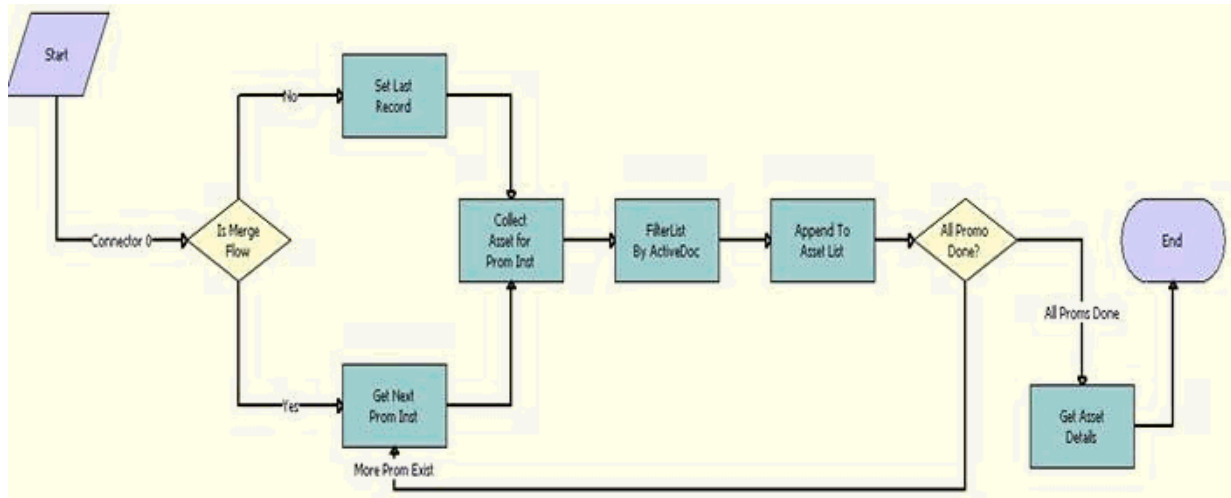 Start
Connector 0
Is Merge
Flow
No
Set Last
Record
Yes
Get Next
Prom Inst
Collect
Asset for
Prom Inst
FilterList
By ActiveDoc
Append To
Asset List
All Promo
Done?
More Prom Exist
All Proms Done
Get Asset
Details
End